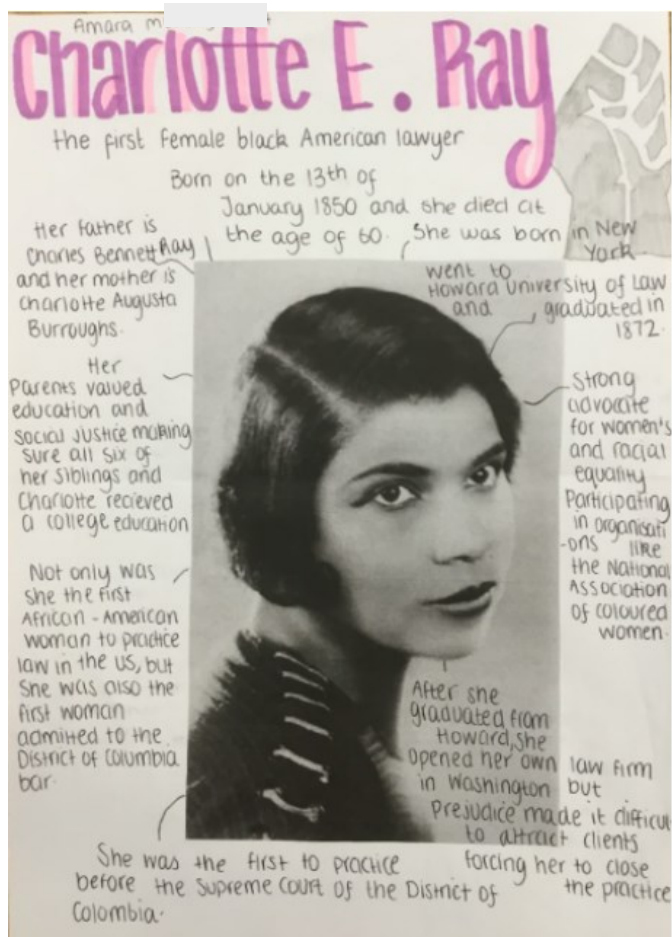 Amara m
Charlotte E. Ray
the first female black American lawyer
Born on the 13th of
January 1850 and she died at
the age of 60. She was born in New
York.
Her Father is
Charles Bennett Ray
and her mother is
Charlotte Augusta
Burroughs.
went to
Howard University of Law
and graduated in
1872.
Her
Parents valued
education and
social justice making
sure all six of
her siblings and
Charlotte recieved
a college education
Strong
advocate
for women's
and racial
equality
Participating
in organisati
-ons like
the National
Association
of coloured
women.
Not only was
she the first
African-American
woman to practice
law in the US, but
She was also the
first woman
admitted to the
District of Columbia
bar.
After she
graduated from
Howard, she
opened her own law firm
in Washington but
Prejudice made it difficul
to attract clients
forcing her to close
the practice
She was the first to practice
before the Supreme Court of the District of
Colombia.